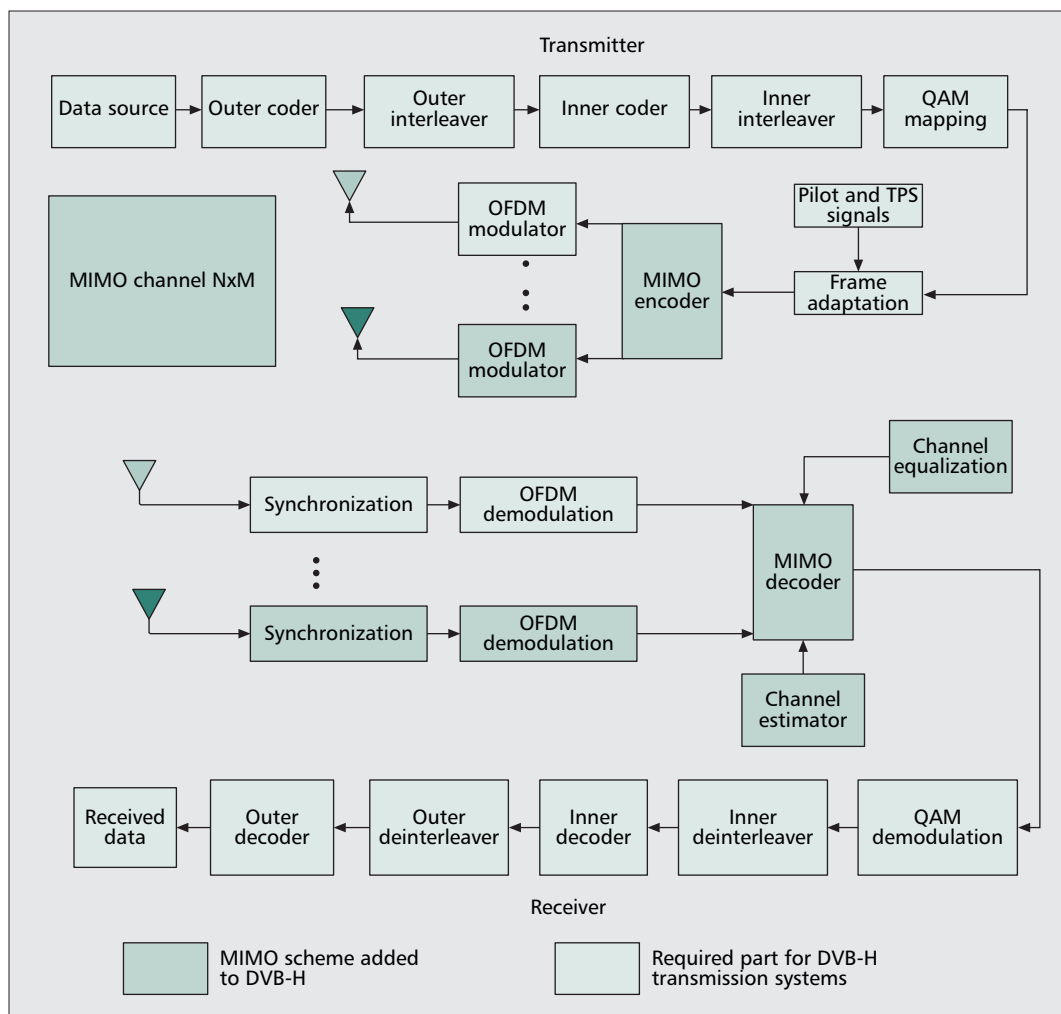 Transmitter
Data source
Outer coder
Outer
interleaver
Inner coder
Inner
interleaver
QAM
mapping
MIMO channel NxM
OFDM
modulator
OFDM
modulator
MIMO
encoder
Pilot and TPS
signals
Frame
adaptation
Synchronization
OFDM
demodulation
Channel
equalization
MIMO
decoder
Synchronization
OFDM
demodulation
Channel
estimator
Received
data
Outer
decoder
Outer
deinterleaver
Inner
decoder
Inner
deinterleaver
QAM
demodulation
Receiver
MIMO scheme added
to DVB-H
Required part for DVB-H
transmission systems